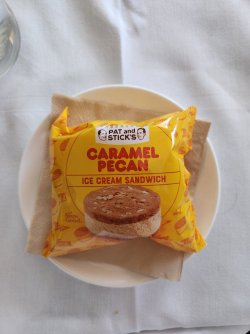 PAT and
STICK'S
CARAMEL
PECAN
ICE CREAM SANDWICH